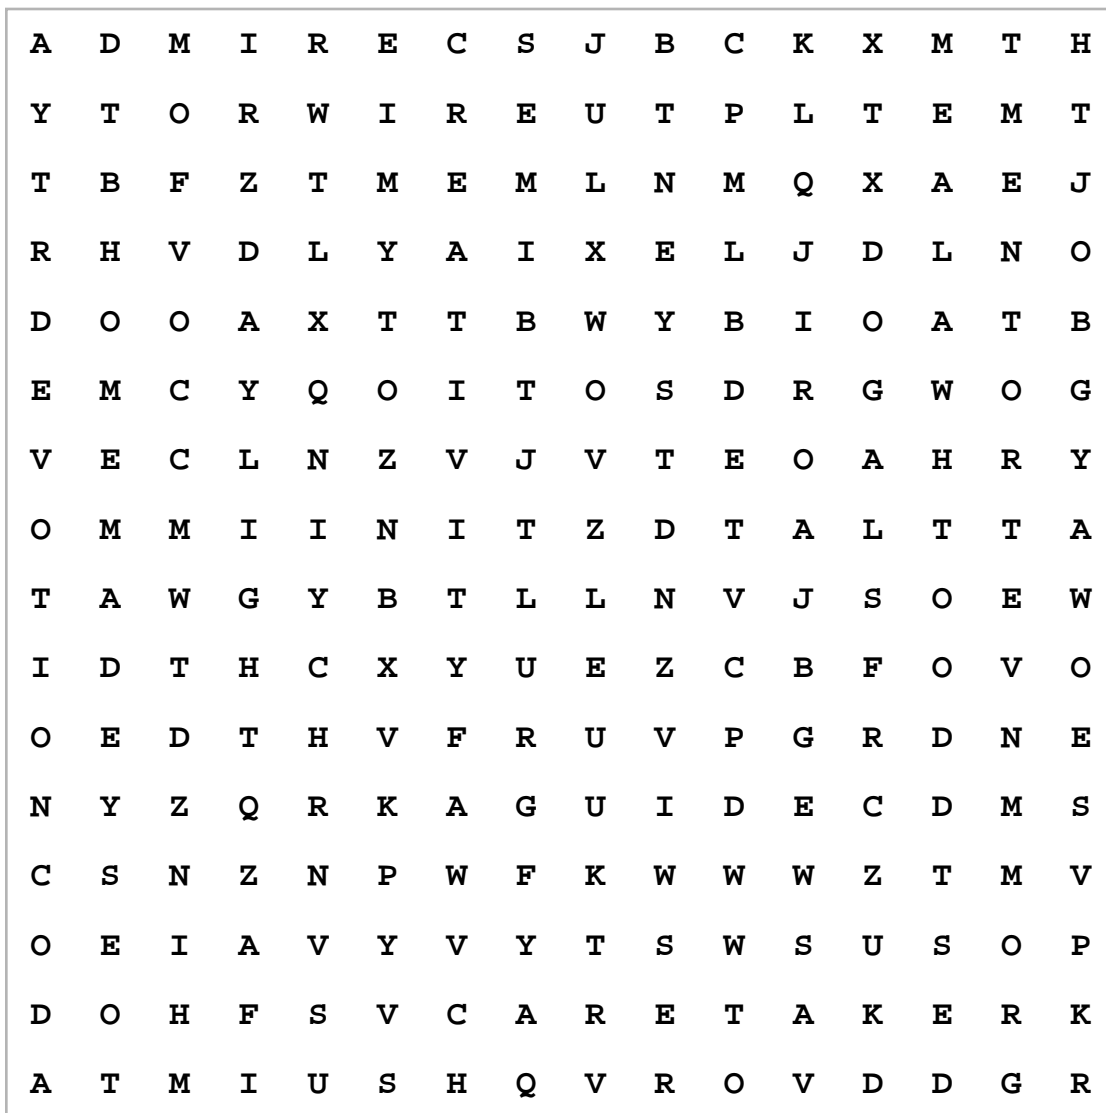 A D M I R E C S J B C K X M T H
Y T O R W I R E U T P L T E M T
T B F Z T M E M L N M Q X A E J
R H V D L Y A I X E L J D L N O
D O O A X T T B W Y B I O A T B
E M C Y Q O I T O S D R G W O G
V E C L N Z V J V T E O A H R Y
O M M I I N I T Z D T A L T T A
T A W G Y B T L L N V J S O E W
I D T H C X Y U E Z C B F O V O
O E D T H V F R U V P G R D N E
N Y Z Q R K A G U I D E C D M S
C S N Z N P W F K W W W Z T M V
O E I A V Y V Y T S W S U S O P
D O H F S V C A R E T A K E R K
A T M I U S H Q V R O V D D G R